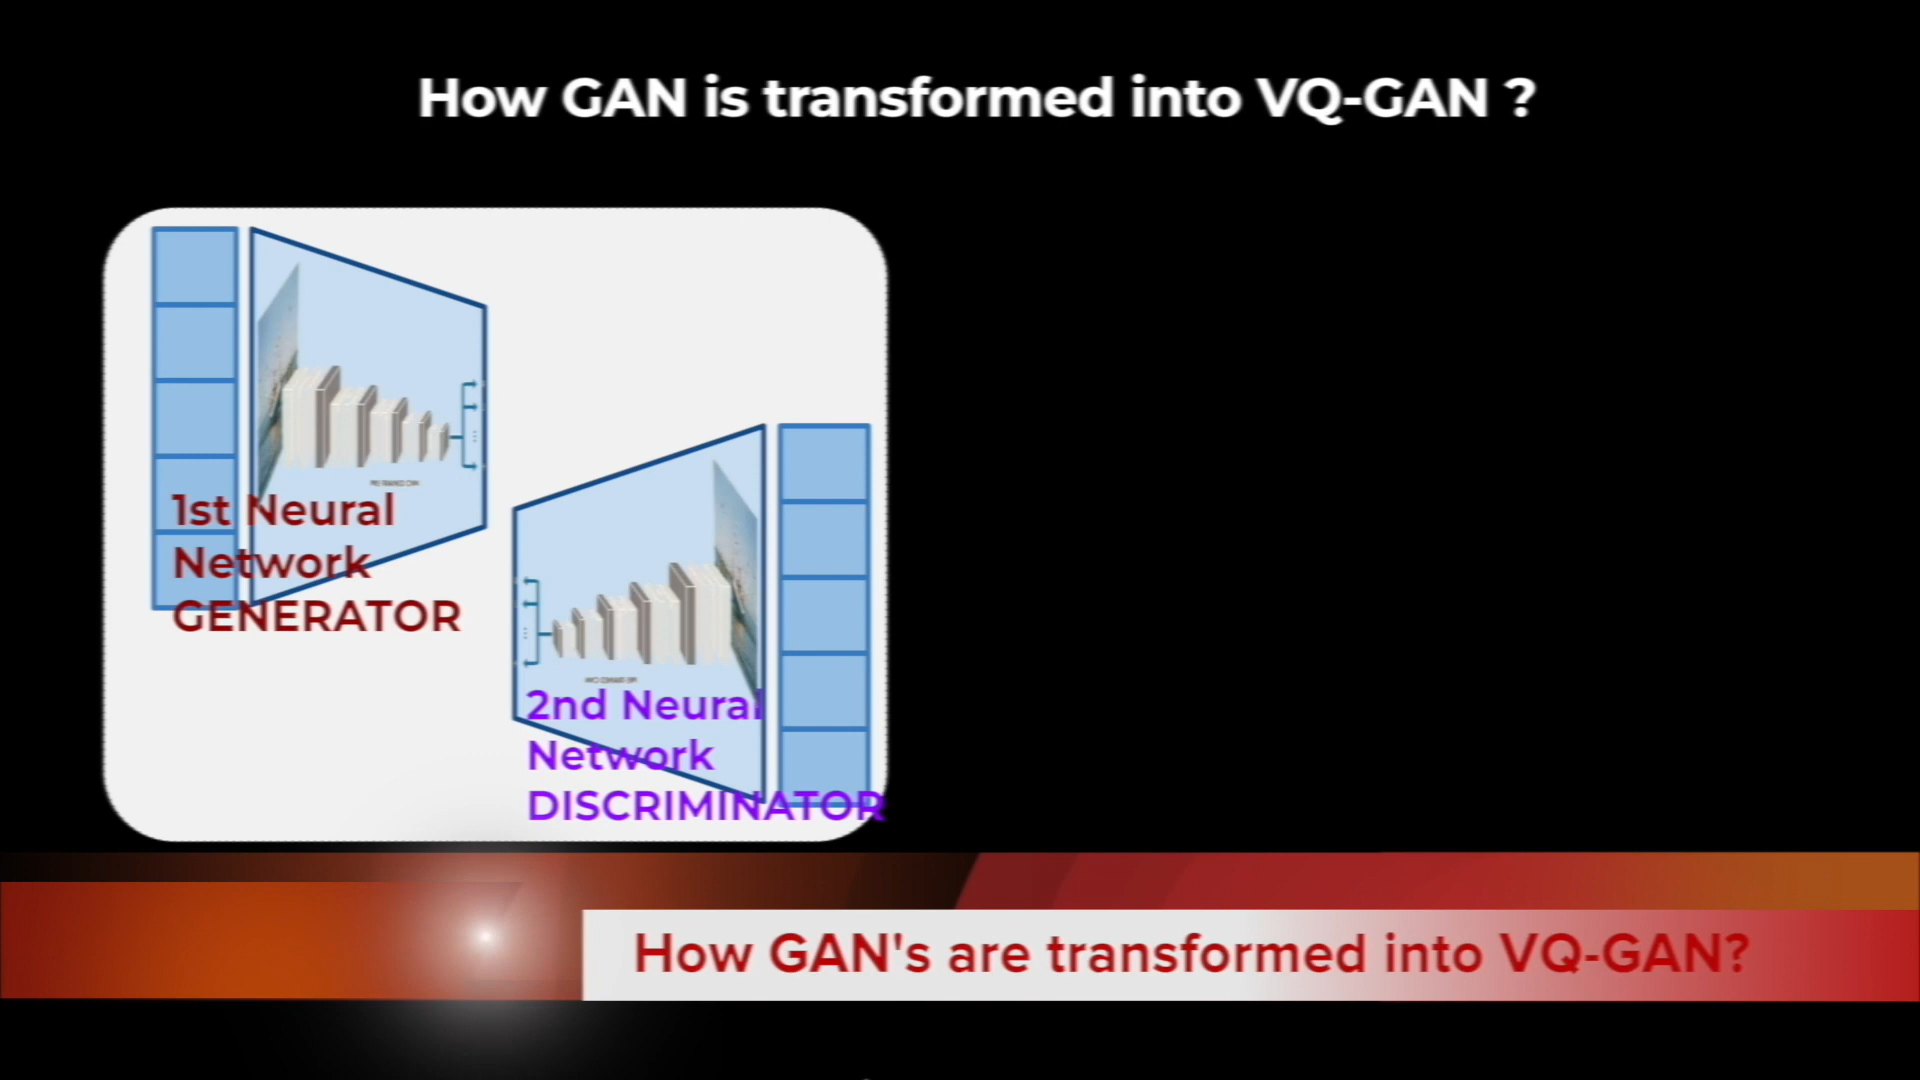 How GAN is transformed into VQ-GAN ?
1st Neural
Network
GENERATOR
2nd Neural
Network
DISCRIMINATOR
How GAN's are transformed into VQ-GAN?